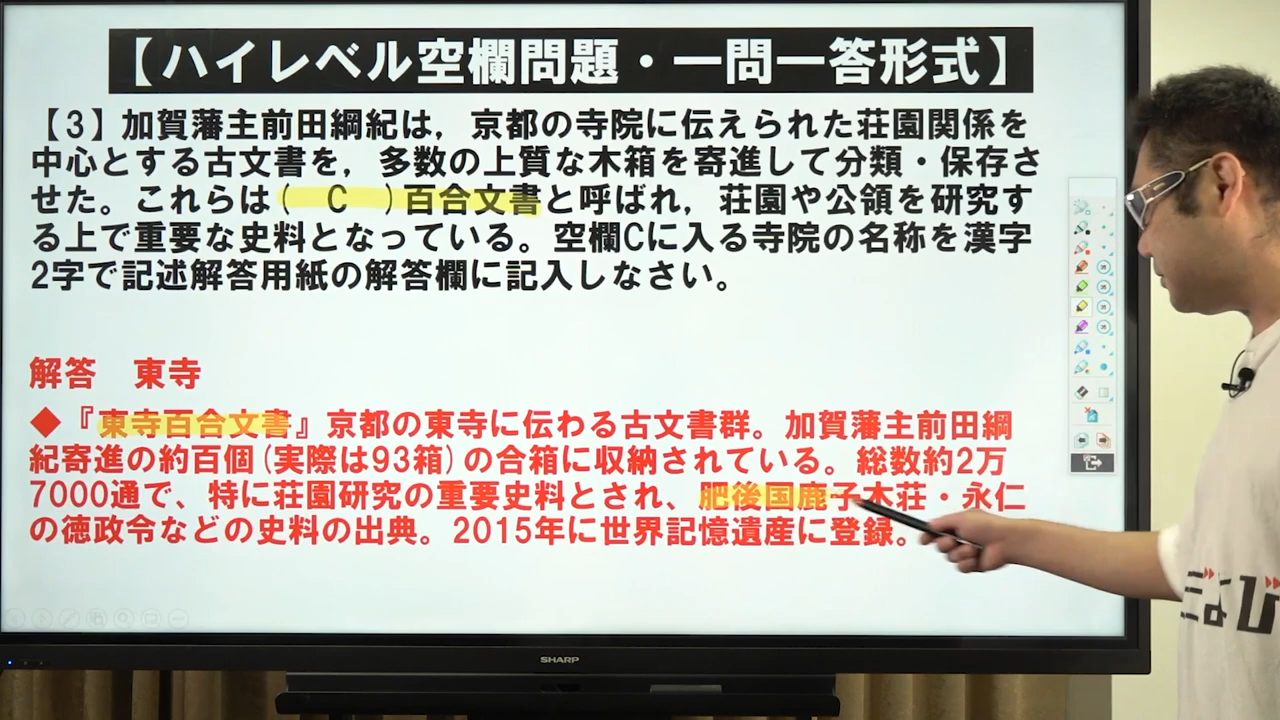 【ハイレベル空欄問題・一問一答形式】
【3】加賀藩主前田綱紀は，京都の寺院に伝えられた荘園関係を
中心とする古文書を，多数の上質な木箱を寄進して分類・保存さ
せた。これらは(　C　)百合文書と呼ばれ，荘園や公領を研究す
る上で重要な史料となっている。空欄Cに入る寺院の名称を漢字
2字で記述解答用紙の解答欄に記入しなさい。
解答　東寺
◆『東寺百合文書』京都の東寺に伝わる古文書群。加賀藩主前田綱
紀寄進の約百個(実際は93箱)の合箱に収納されている。総数約2万
7000通で、特に荘園研究の重要史料とされ、肥後国鹿子木荘・永仁
の徳政令などの史料の出典。2015年に世界記憶遺産に登録。
SHARP